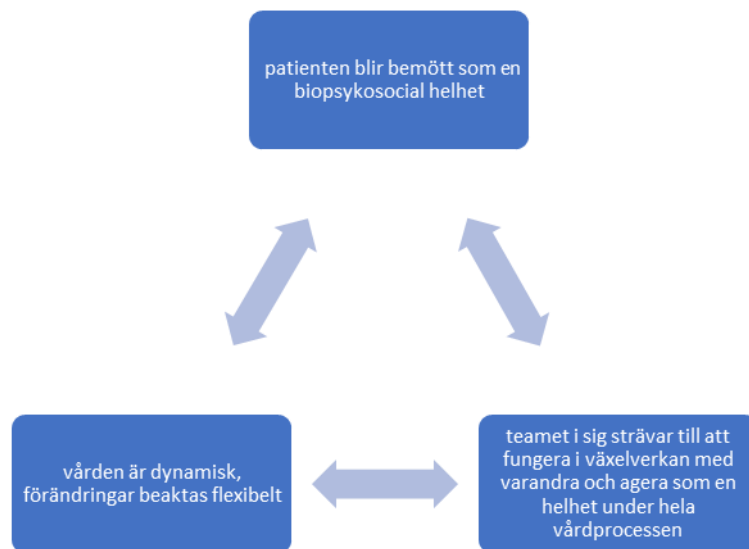 patienten blir bemött som en
biopsykosocial helhet
vården är dynamisk,
förändringar beaktas flexibelt
teamet i sig strävar till att
fungera i växelverkan med
varandra och agera som en
helhet under hela
vårdprocessen